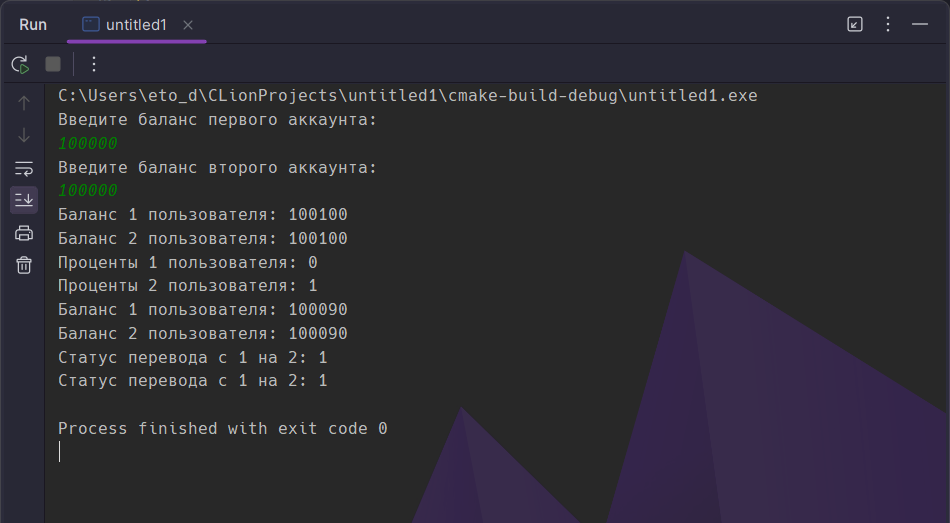 Run
untitled1
C:\Users\eto_d\CLionProjects\untitled1\cmake-build-debug\untitled1.exe
Введите баланс первого аккаунта:
100000
Введите баланс второго аккаунта:
100000
Баланс 1 пользователя: 100100
Баланс 2 пользователя: 100100
Проценты 1 пользователя: 0
Проценты 2 пользователя: 1
Баланс 1 пользователя: 100090
Баланс 2 пользователя: 100090
Статус перевода с 1 на 2: 1
Статус перевода с 1 на 2: 1
Process finished with exit code 0